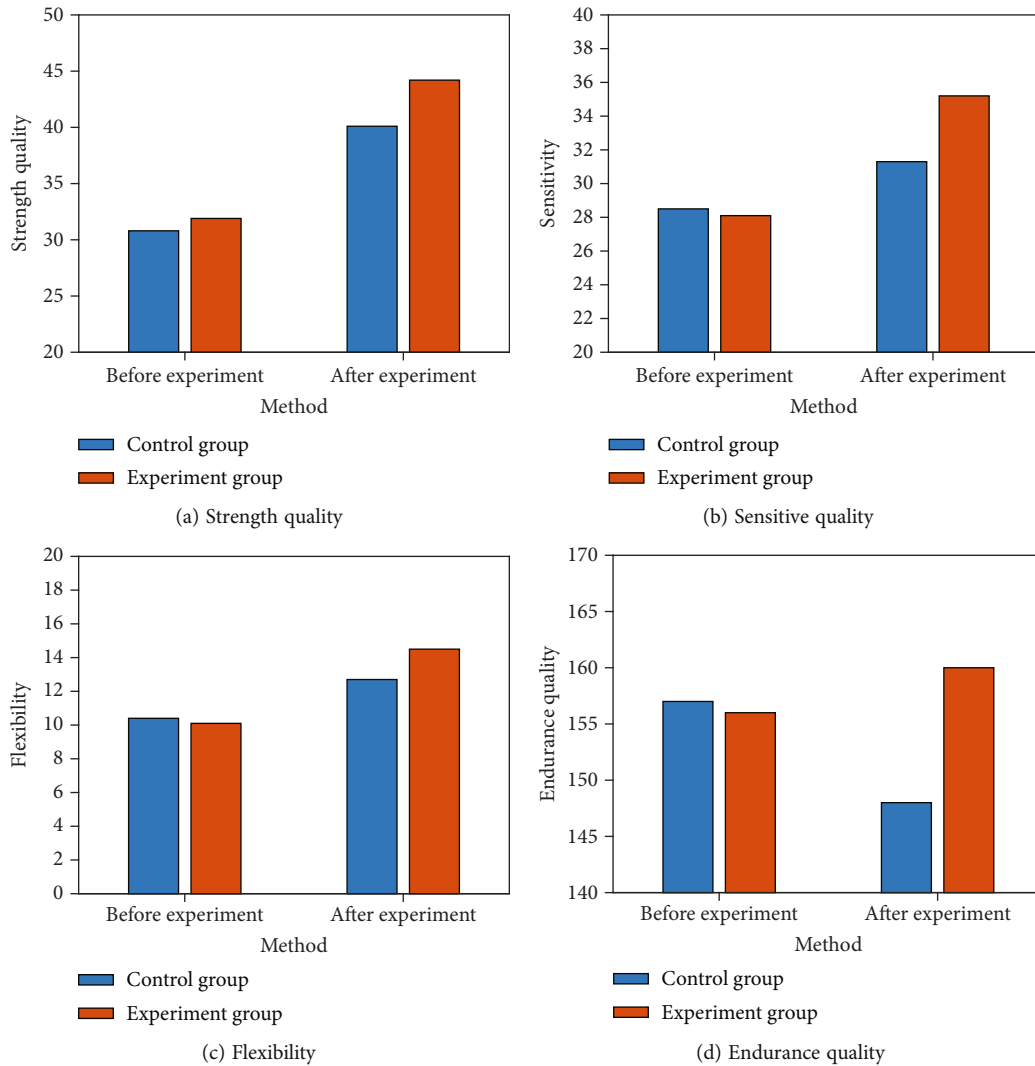 50
45
40
35
30
25
20
Strength quality
Before experiment
After experiment
Method
Control group
Experiment group
(a) Strength quality
40
38
36
34
32
31
28
26
24
22
20
Sensitivity
Before experiment
After experiment
Method
Control group
Experiment group
(b) Sensitive quality
20
18
16
14
12
10
8
6
4
2
0
Flexibility
Before experiment
After experiment
Method
Control group
Experiment group
(c) Flexibility
170
165
160
155
150
145
140
Endurance quality
Before experiment
After experiment
Method
Control group
Experiment group
(d) Endurance quality